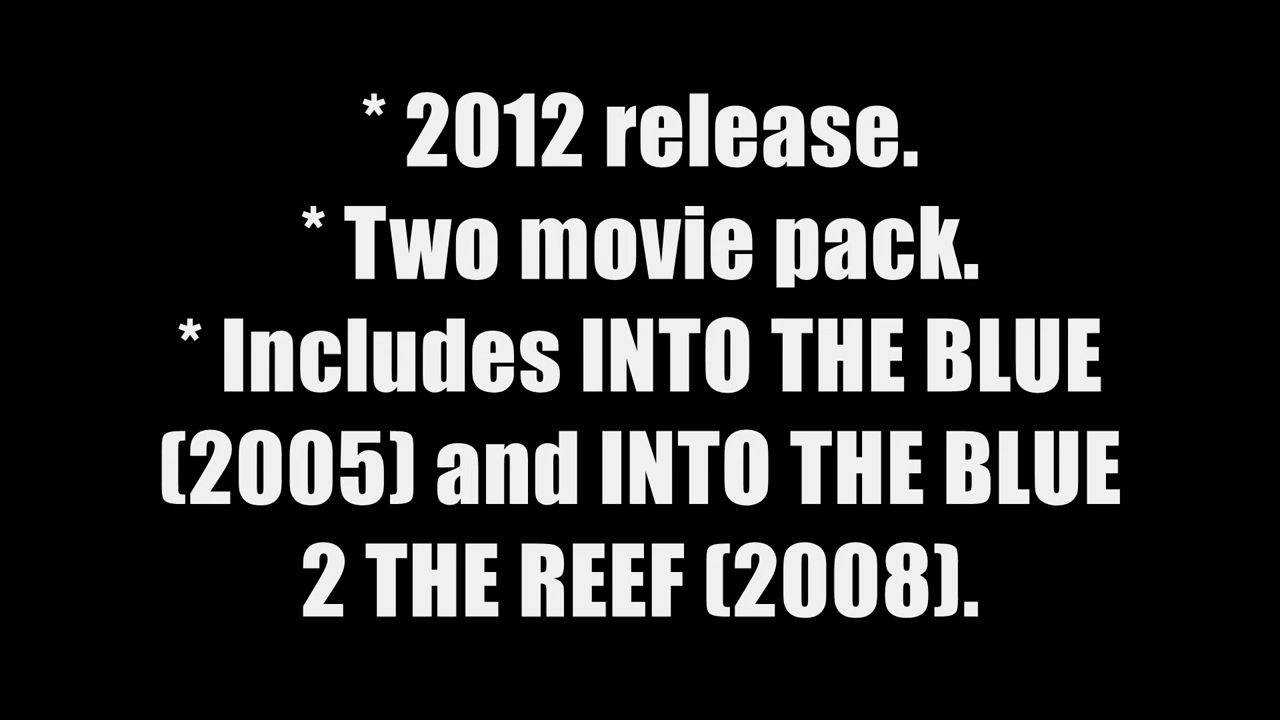 * 2012 release.
* Two movie pack.
* Includes INTO THE BLUE
(2005) and INTO THE BLUE
2 THE REEF (2008).